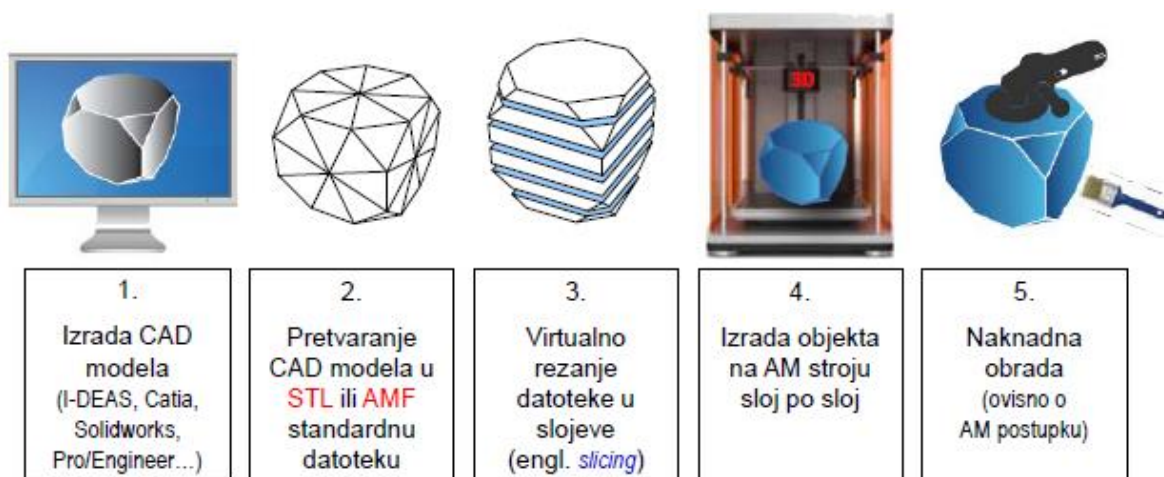 3D
1.
Izrada CAD
modela
(I-DEAS, Catia,
Solidworks,
Pro/Engineer…)
2.
Pretvaranje
CAD modela u
STL ili AMF
standardnu
datoteku
3.
Virtualno
rezanje
datoteke u
slojeve
(engl. slicing)
4.
Izrada objekta
na AM stroju
sloj po sloj
5.
Naknadna
obrada
(ovisno o
AM postupku)